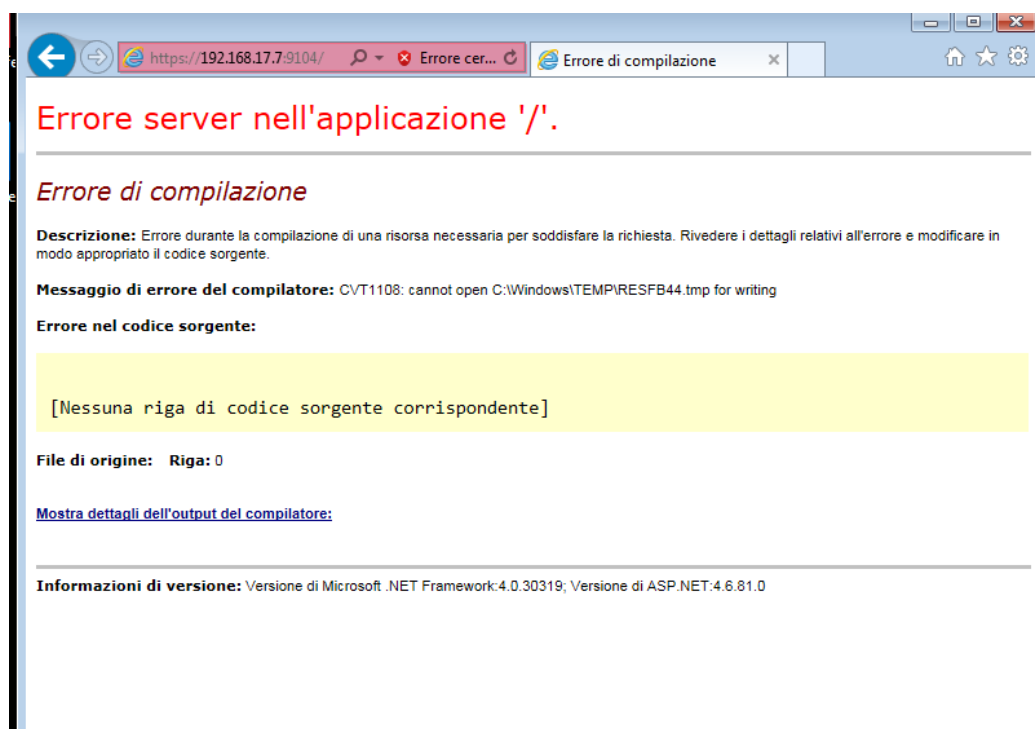 https://192.168.17.7:9104/
Errore cer...
Errore di compilazione
Errore server nell'applicazione '/'.
Errore di compilazione
Descrizione: Errore durante la compilazione di una risorsa necessaria per soddisfare la richiesta. Rivedere i dettagli relativi all'errore e modificare in
modo appropriato il codice sorgente.
Messaggio di errore del compilatore: CVT1108: cannot open C:\Windows\TEMP\RESFB44.tmp for writing
Errore nel codice sorgente:
[Nessuna riga di codice sorgente corrispondente]
File di origine: Riga: 0
Mostra dettagli dell'output del compilatore:
Informazioni di versione: Versione di Microsoft .NET Framework:4.0.30319; Versione di ASP.NET:4.6.81.0